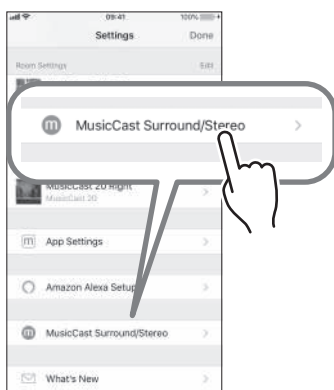 09:41
100%
Settings
Done
Room Settings
Edit
MusicCast Surround/Stereo
MusicCast 20 Right
MusicCast 20
App Settings
Amazon Alexa Setup
MusicCast Surround/Stereo
What's New